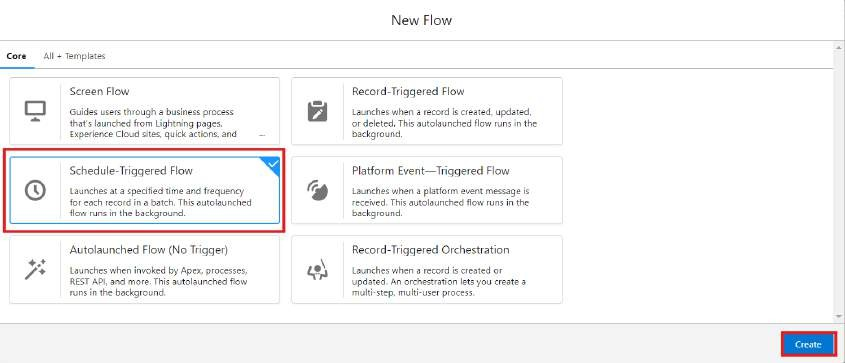 New Flow
Core All + Templates
Screen Flow
Guides users through a business process
that's launched from Lightning pages,
Experience Cloud sites, quick actions, and ...
Record-Triggered Flow
Launches when a record is created, updated,
or deleted. This autolaunched flow runs in the
background.
Schedule-Triggered Flow
Launches at a specified time and frequency
for each record in a batch. This autolaunched
flow runs in the background.
Platform Event—Triggered Flow
Launches when a platform event message is
received. This autolaunched flow runs in the
background.
Autolaunched Flow (No Trigger)
Launches when invoked by Apex, processes,
REST API, and more. This autolaunched flow
runs in the background.
Record-Triggered Orchestration
Launches when a record is created or
updated. An orchestration lets you create a
multi-step, multi-user process.
Create